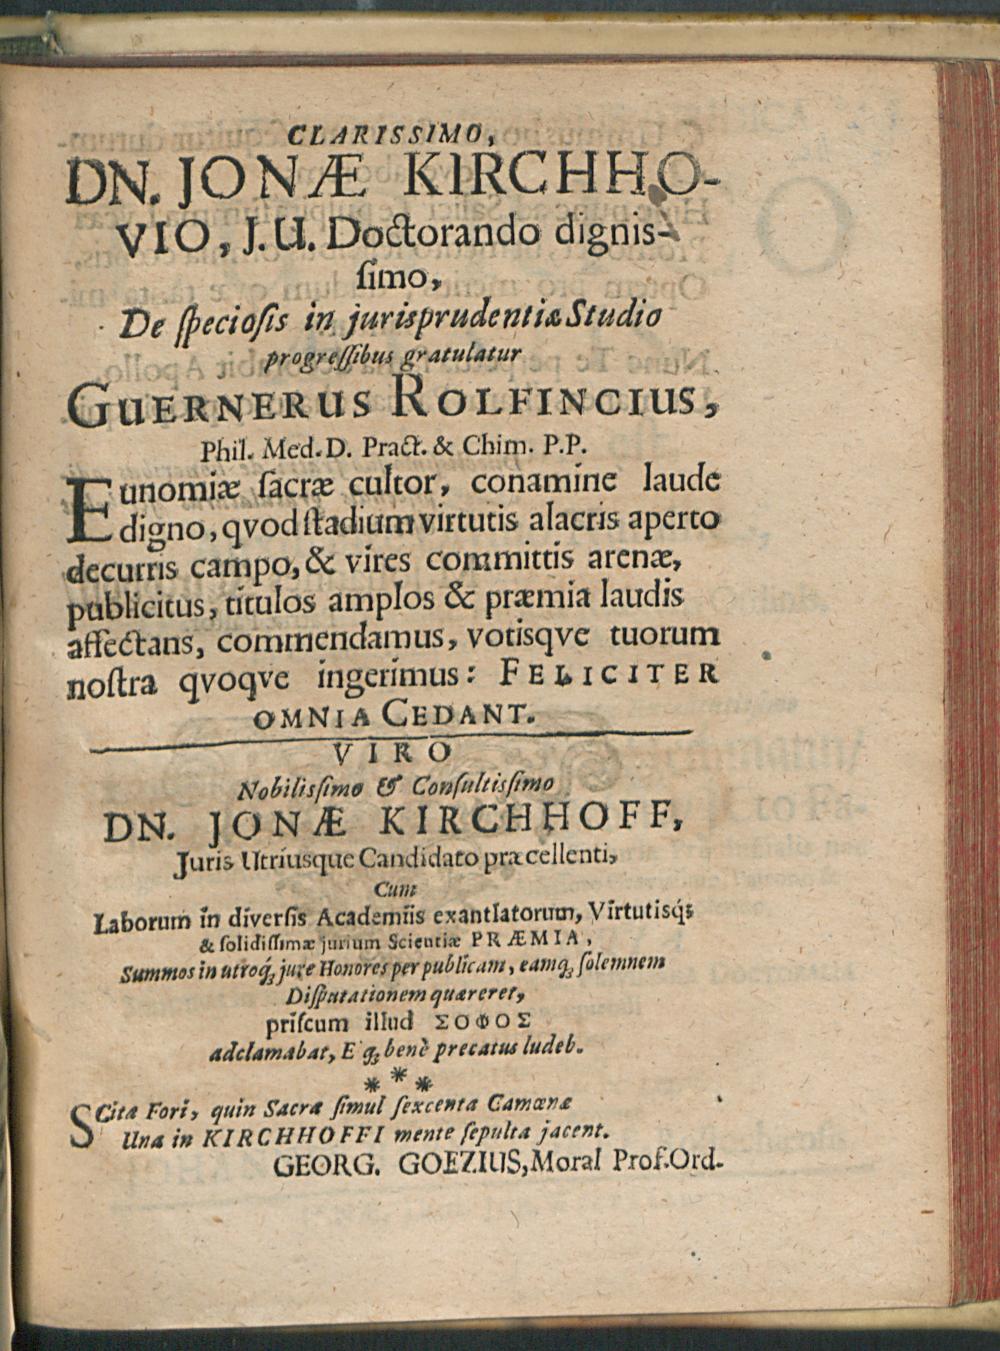 CLARISSIMO,
DN. JONÆ KIRCHHO-
VIO, J.U. Doctorando dignis-
ſimo,
De ſpecioſis in jurisprudentiæ Studio
progreſſibus gratulatur
GUERNERUS ROLFINCIUS,
Phil. Med. D. Pract. & Chim. P.P.
Eunomiæ ſacræ cultor, conamine laude
digno, qvod ſtadium virtutis alacris aperto
decurris campo, & vires committis arenæ,
publicitus, titulos amplos & præmia laudis
affectans, commendamus, votisqve tuorum
noſtra qvoqve ingerimus: FELICITER
OMNIA CEDANT.
VIRO
Nobilisſimo & Conſultisſimo
DN. JONÆ KIRCHHOFF,
Juris Utriusque Candidato præcellenti,
Cum
Laborum in diverſis Academiis exantlatorum, Virtutisq́;
& ſolidiſſimæ jurium Scientiæ PRÆMIA,
Summos in utroq́; jure Honores per publicam, eamq́; ſolemnem
Diſputationem quæreret,
priſcum illud ΣΟΦΟΣ
adclamabat, E q́; benè precatus ludeb.
* * *
SCita Fori, quin Sacræ ſimul ſexcenta Camœnæ
Una in KIRCHHOFFI mente ſepulta jacent.
GEORG. GOEZIUS, Moral Prof. Ord.